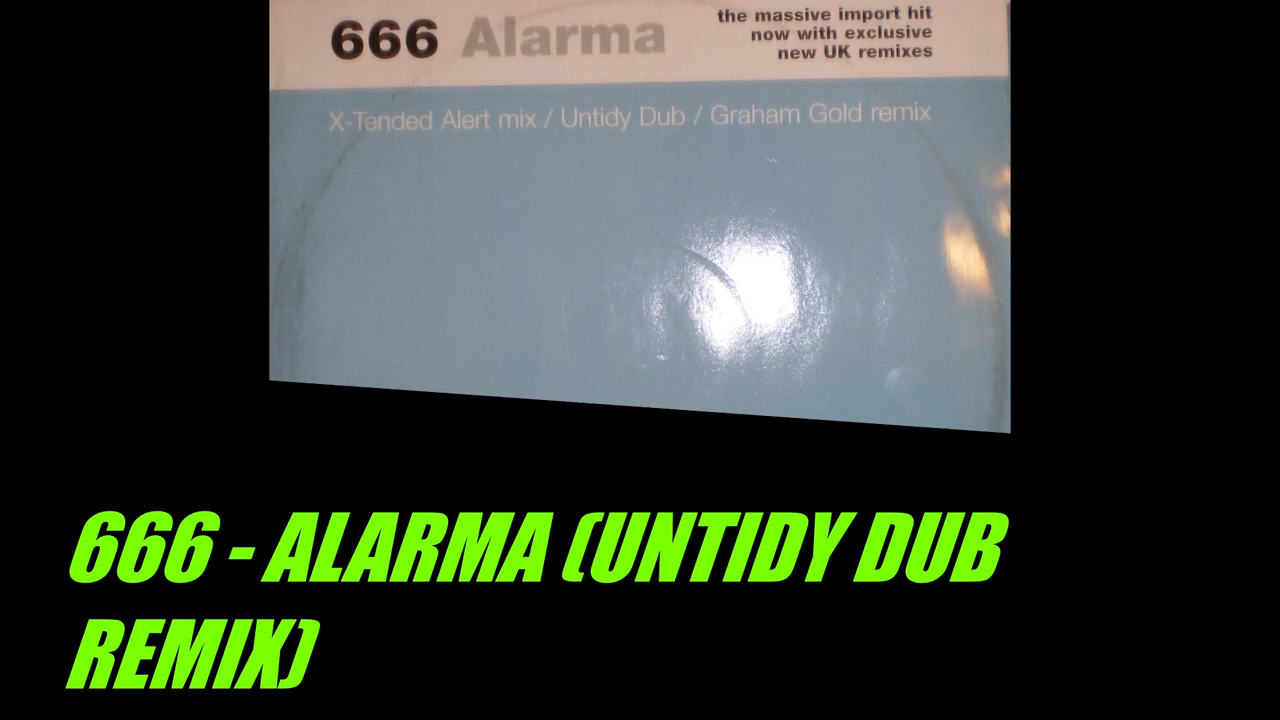 666 Alarma
the massive import hit
now with exclusive
new UK remixes
X-Tended Alert mix / Untidy Dub / Graham Gold remix
666 - ALARMA (UNTIDY DUB
REMIX)